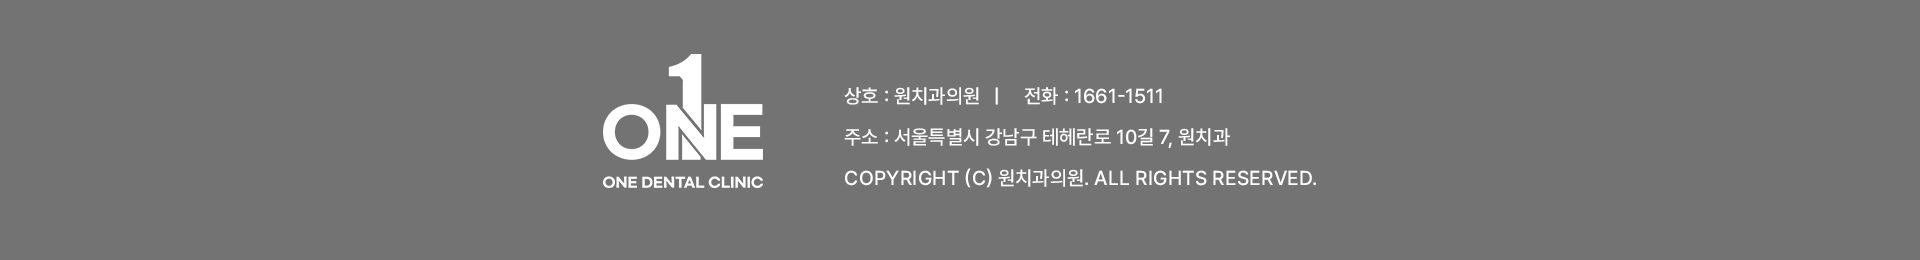 1
ONE
ONE DENTAL CLINIC
상호 : 원치과의원 | 전화 : 1661-1511
주소 : 서울특별시 강남구 테헤란로 10길 7, 원치과
COPYRIGHT (C) 원치과의원. ALL RIGHTS RESERVED.